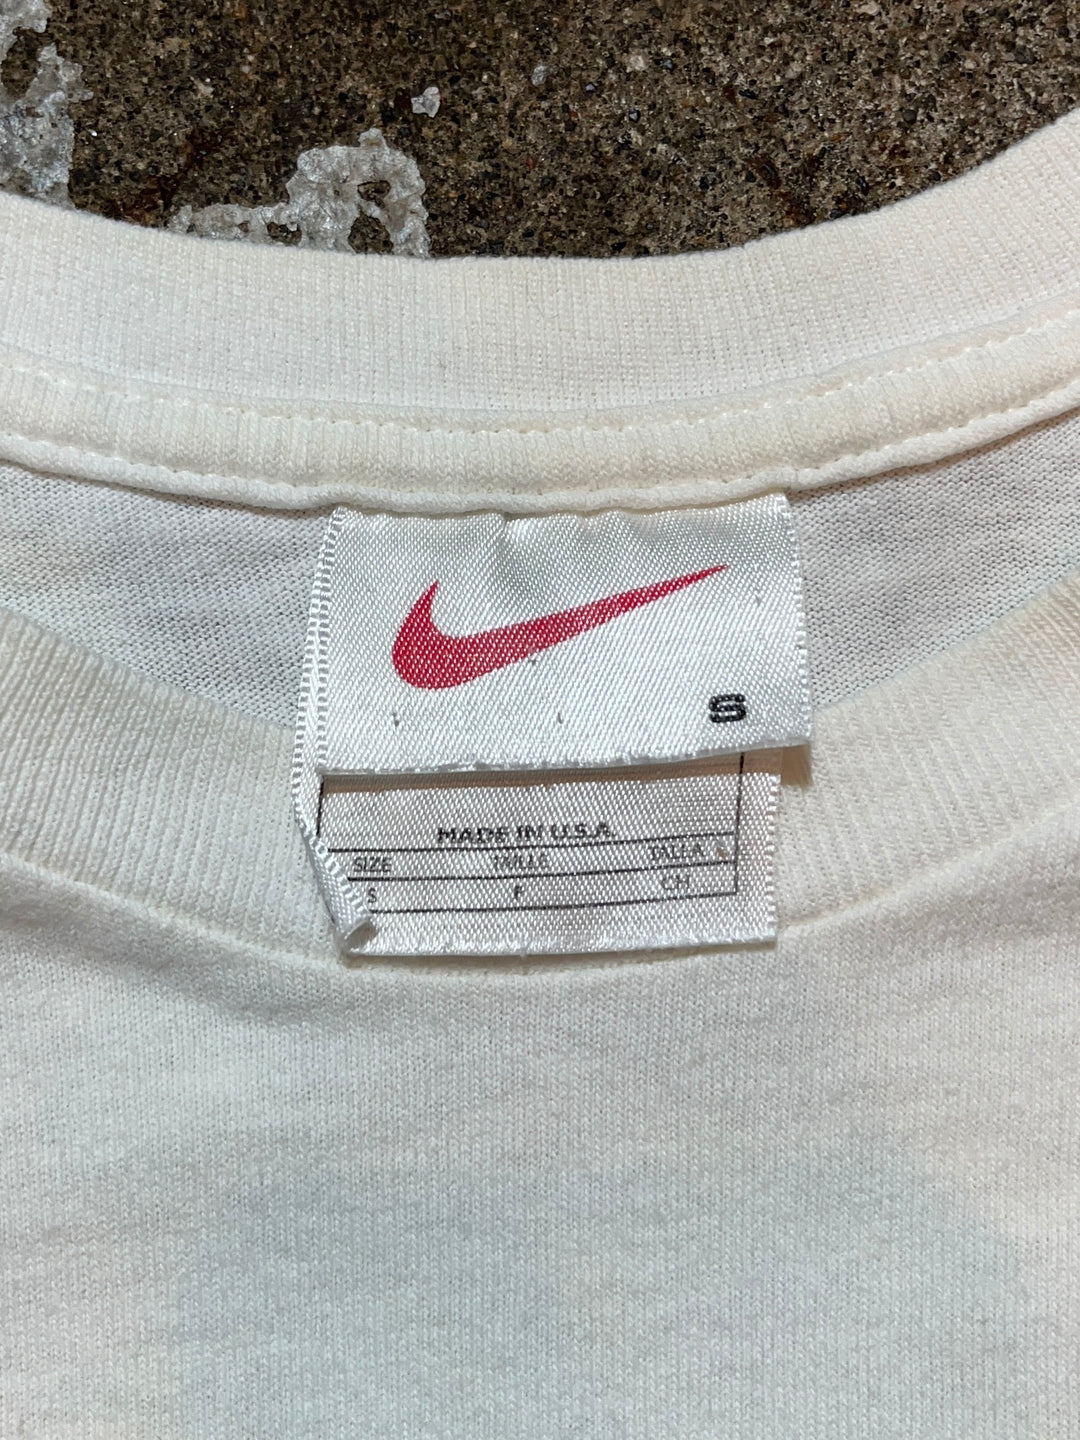 S
MADE IN U.S.A.
SIZE TAILLE TALLA
S P CH